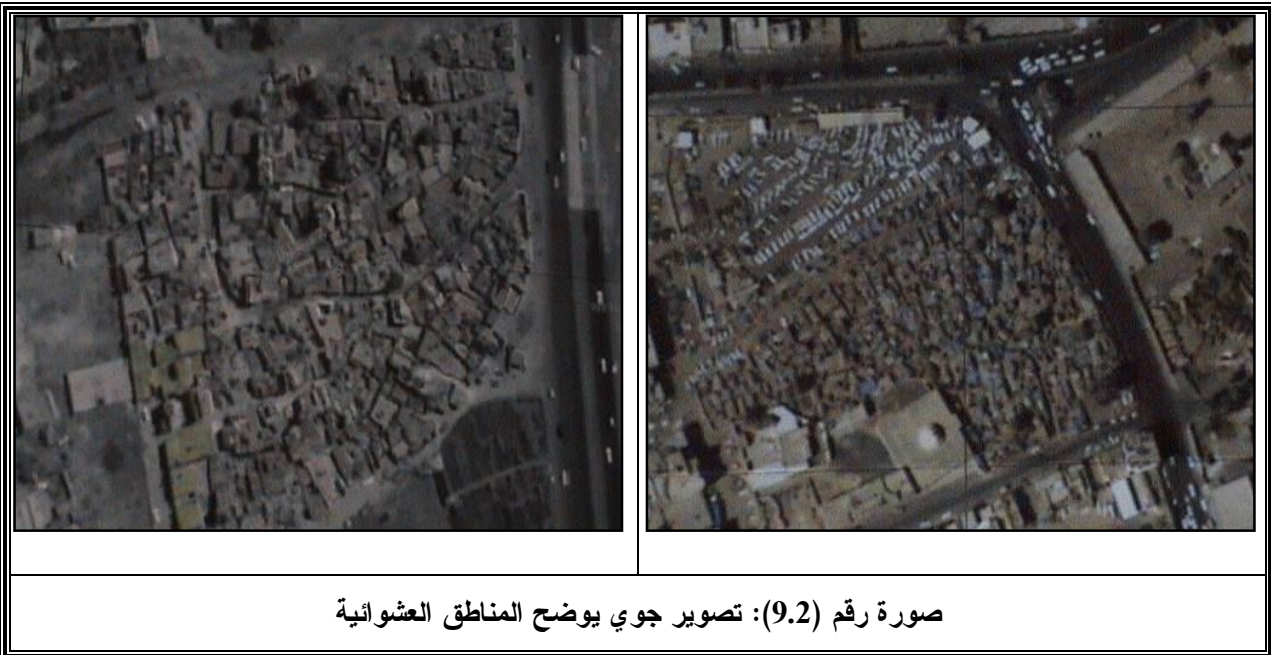 صورة رقم (9.2): تصوير جوي يوضح المناطق العشوائية